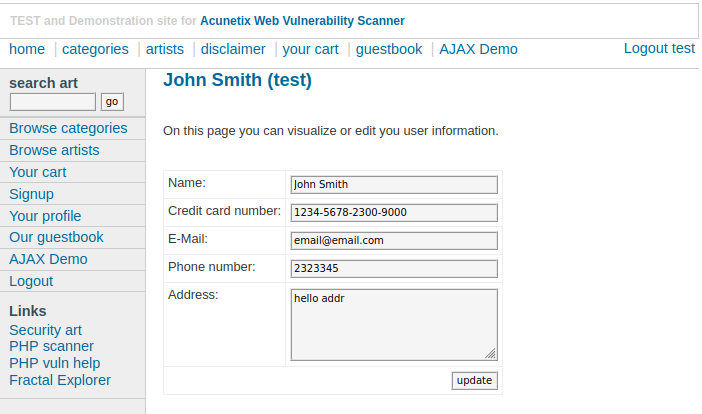 TEST and Demonstration site for Acunetix Web Vulnerability Scanner
home | categories | artists | disclaimer | your cart | guestbook | AJAX Demo
Logout test
search art
go
Browse categories
Browse artists
Your cart
Signup
Your profile
Our guestbook
AJAX Demo
Logout
Links
Security art
PHP scanner
PHP vuln help
Fractal Explorer
John Smith (test)
On this page you can visualize or edit you user information.
Name: John Smith
Credit card number: 1234-5678-2300-9000
E-Mail: email@email.com
Phone number: 2323345
Address: hello addr
update